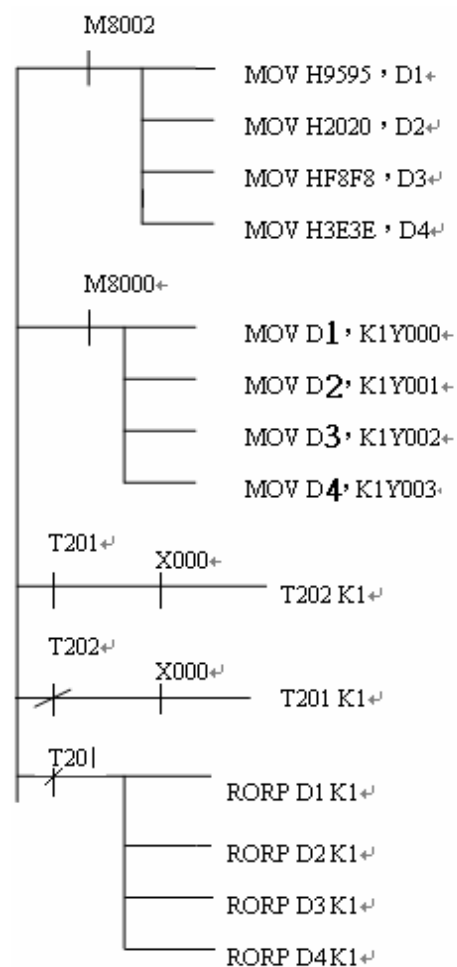 M8002
MOV H9595，D1↵
MOV H2020，D2↵
MOV HF8F8，D3↵
MOV H3E3E，D4↵
M8000↵
MOV D1，K1Y000↵
MOV D2，K1Y001↵
MOV D3，K1Y002↵
MOV D4，K1Y003
T201↵
X000↵
T202 K1↵
T202↵
X000↵
T201 K1↵
T20|
RORP D1 K1↵
RORP D2 K1↵
RORP D3 K1↵
RORP D4 K1↵